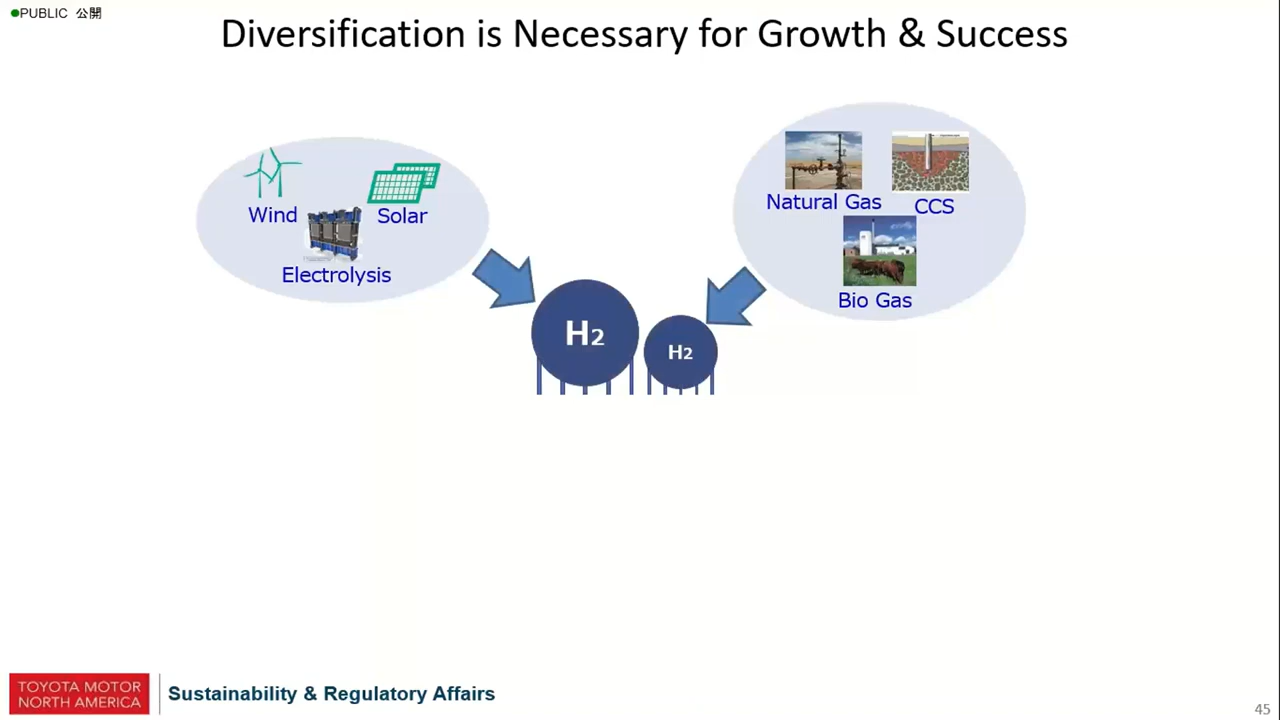 ●PUBLIC 公開
Diversification is Necessary for Growth & Success
Wind
Solar
Electrolysis
Natural Gas
CCS
Bio Gas
H2
H2
TOYOTA MOTOR
NORTH AMERICA
Sustainability & Regulatory Affairs
45